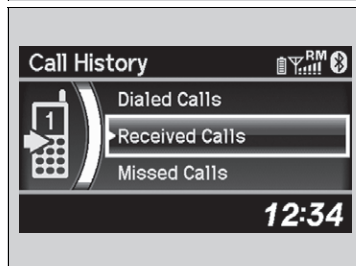 Call History
RM
1
Dialed Calls
Received Calls
Missed Calls
12:34